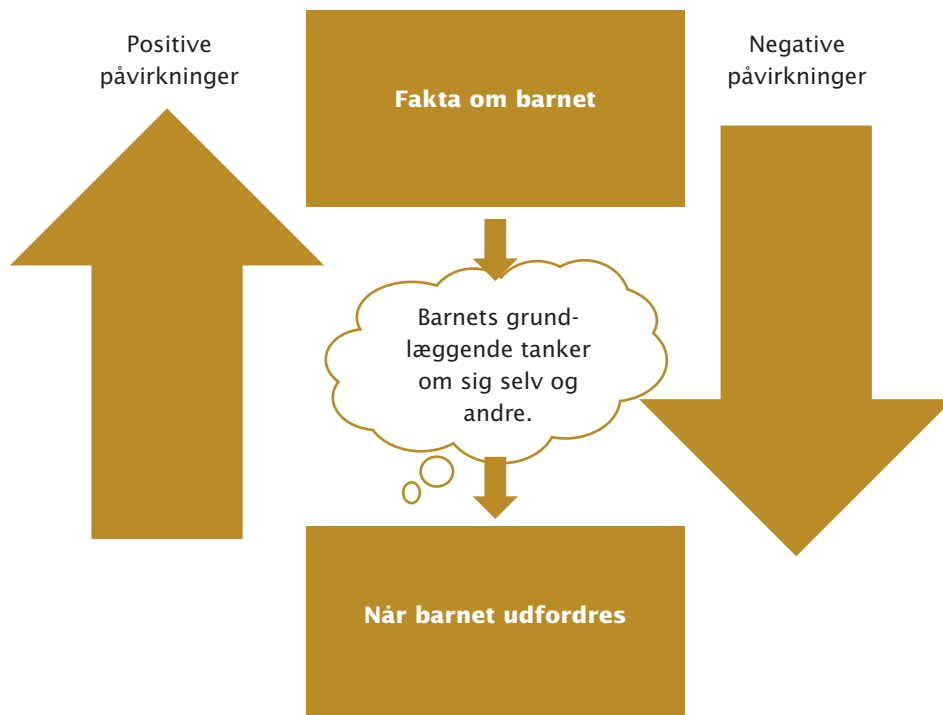 Positive
påvirkninger
Fakta om barnet
Negative
påvirkninger
Barnets grund-
læggende tanker
om sig selv og
andre.
Når barnet udfordres